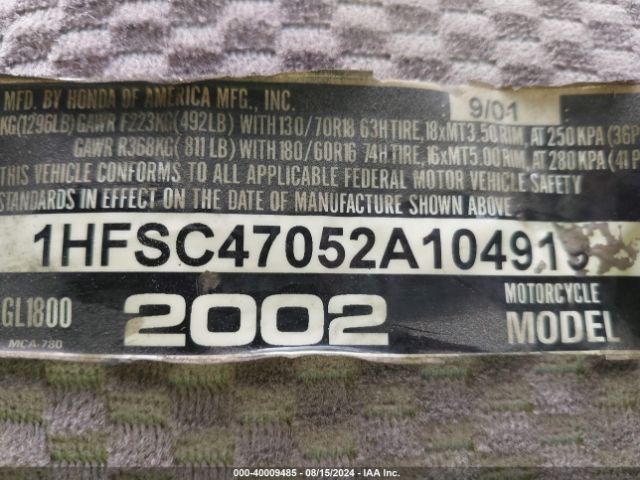 MFD. BY HONDA OF AMERICA MFG., INC. 9/01
KG(1296LB) GAWR F223KG(492LB) WITH 130/70R18 63H TIRE, 18xMT3.50 RIM, AT 250 KPA (36P
GAWR R368KG( 811 LB) WITH 180/60R16 74H TIRE, 16xMT5.00 RIM, AT 280 KPA (41 P
THIS VEHICLE CONFORMS TO ALL APPLICABLE FEDERAL MOTOR VEHICLE SAFETY
STANDARDS IN EFFECT ON THE DATE OF MANUFACTURE SHOWN ABOVE.
1HFSC47052A10491
GL1800 2002 MOTORCYCLE
MCA-780 MODEL
000-40009485 - 08/15/2024 - IAA Inc.